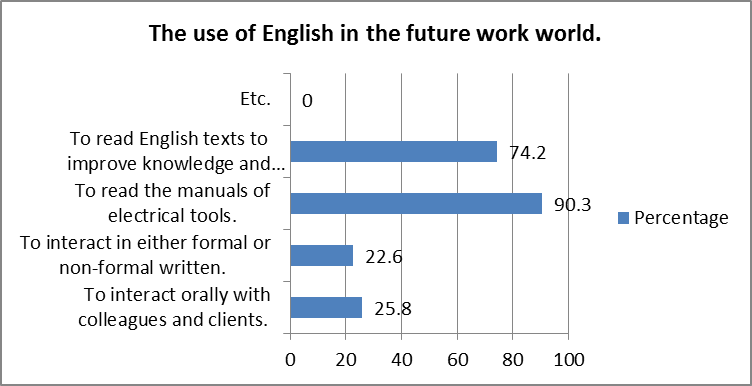 The use of English in the future work world.
Etc.
0
To read English texts to
improve knowledge and...
74.2
To read the manuals of
electrical tools.
90.3
To interact in either formal or
non-formal written.
22.6
To interact orally with
colleagues and clients.
25.8
0 20 40 60 80 100
Percentage